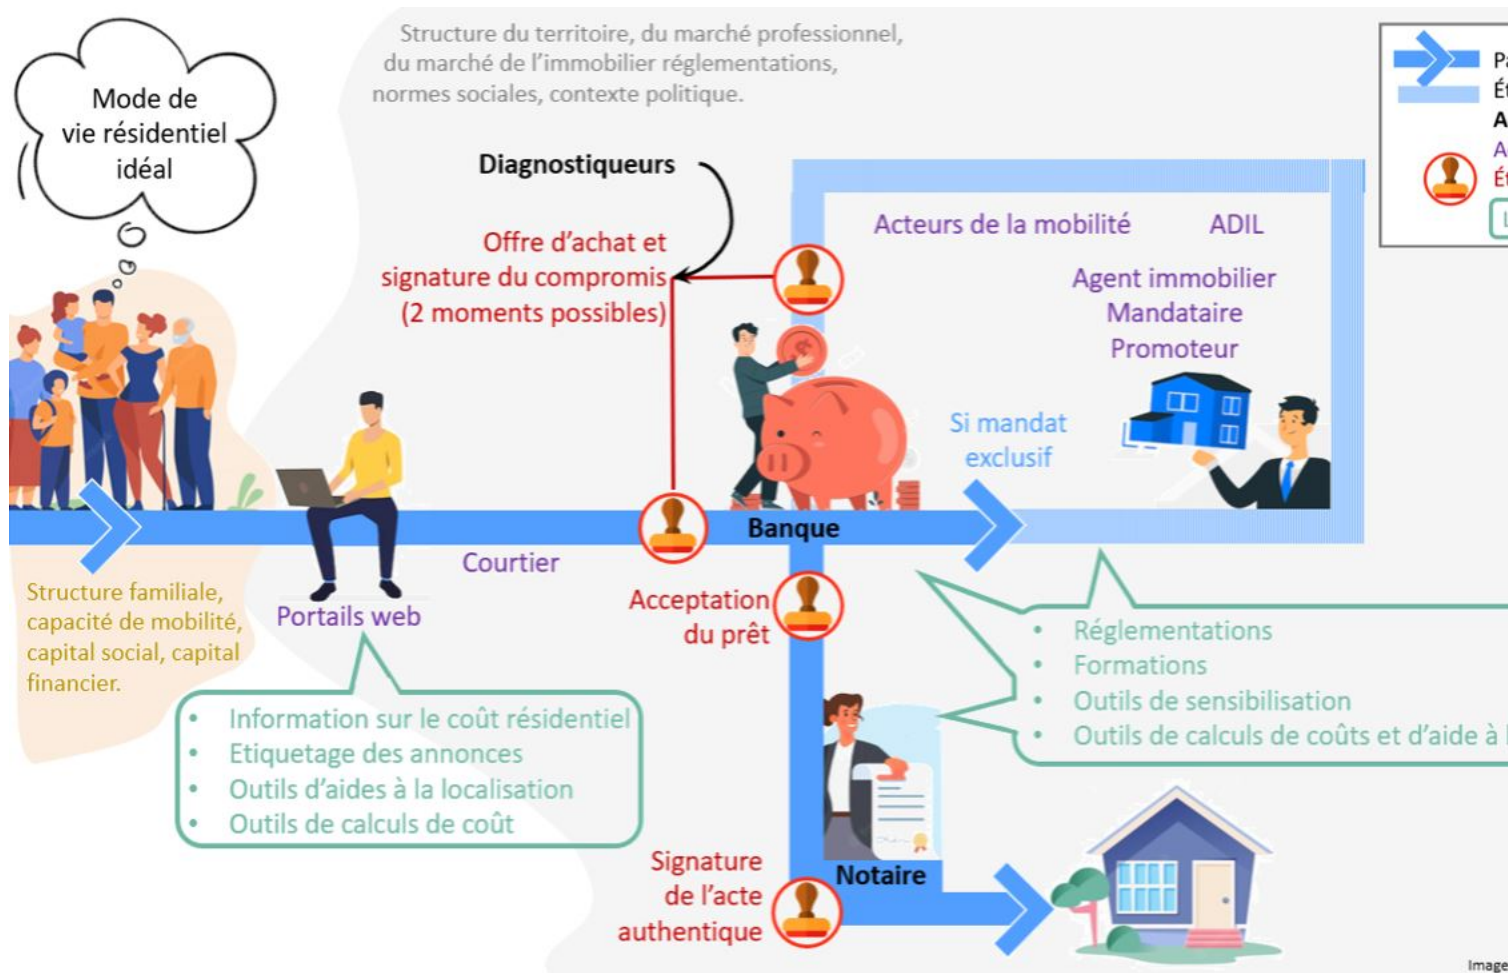 Structure du territoire, du marché professionnel,
du marché de l'immobilier réglementations,
normes sociales, contexte politique.
Mode de
vie résidentiel
idéal
Diagnostiqueurs
Offre d'achat et
signature du compromis
(2 moments possibles)
Acteurs de la mobilité
ADIL
Agent immobilier
Mandataire
Promoteur
Si mandat
exclusif
Banque
Courtier
Portails web
Structure familiale,
capacité de mobilité,
capital social, capital
financier.
Acceptation
du prêt
• Réglementations
• Formations
• Outils de sensibilisation
• Outils de calculs de coûts et d'aide à
• Information sur le coût résidentiel
• Etiquetage des annonces
• Outils d'aides à la localisation
• Outils de calculs de coût
Signature
de l'acte
authentique
Notaire
Image